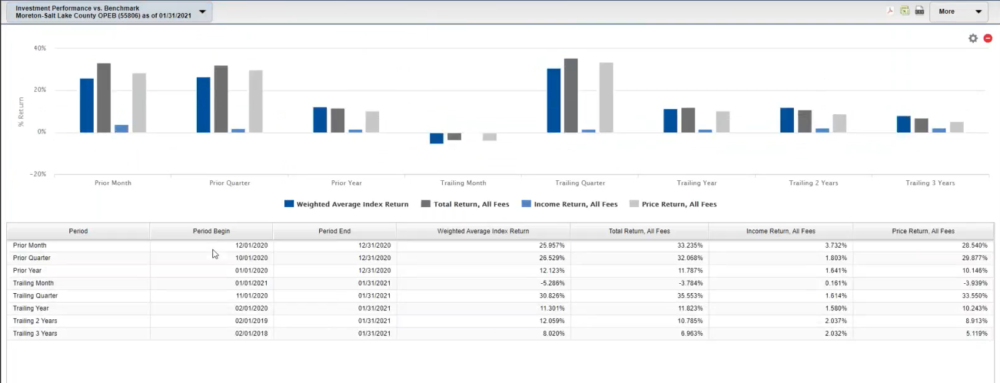 Investment Performance vs. Benchmark
Moreton-Salt Lake County OPEB (55806) as of 01/31/2021
More
40%
20%
0%
-20%
% Return
Prior Month Prior Quarter Prior Year Trailing Month Trailing Quarter Trailing Year Trailing 2 Years Trailing 3 Years
Weighted Average Index Return Total Return, All Fees Income Return, All Fees Price Return, All Fees
Period Period Begin Period End Weighted Average Index Return Total Return, All Fees Income Return, All Fees Price Return, All Fees
Prior Month 12/01/2020 12/31/2020 25.957% 33.235% 3.732% 28.540%
Prior Quarter 10/01/2020 12/31/2020 26.529% 32.068% 1.803% 29.877%
Prior Year 01/01/2020 12/31/2020 12.123% 11.787% 1.641% 10.146%
Trailing Month 01/01/2021 01/31/2021 -5.286% -3.784% 0.161% -3.939%
Trailing Quarter 11/01/2020 01/31/2021 30.826% 35.553% 1.614% 33.550%
Trailing Year 02/01/2020 01/31/2021 11.301% 11.823% 1.580% 10.243%
Trailing 2 Years 02/01/2019 01/31/2021 12.059% 10.785% 2.037% 8.913%
Trailing 3 Years 02/01/2018 01/31/2021 8.020% 6.963% 2.032% 5.119%